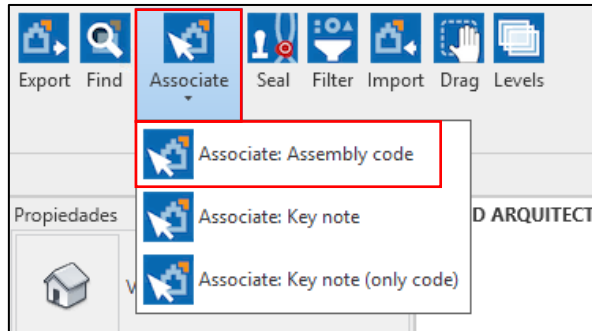 Export Find Associate Seal Filter Import Drag Levels
Associate: Assembly code
Propiedades
Associate: Key note
D ARQUITECT
V
Associate: Key note (only code)